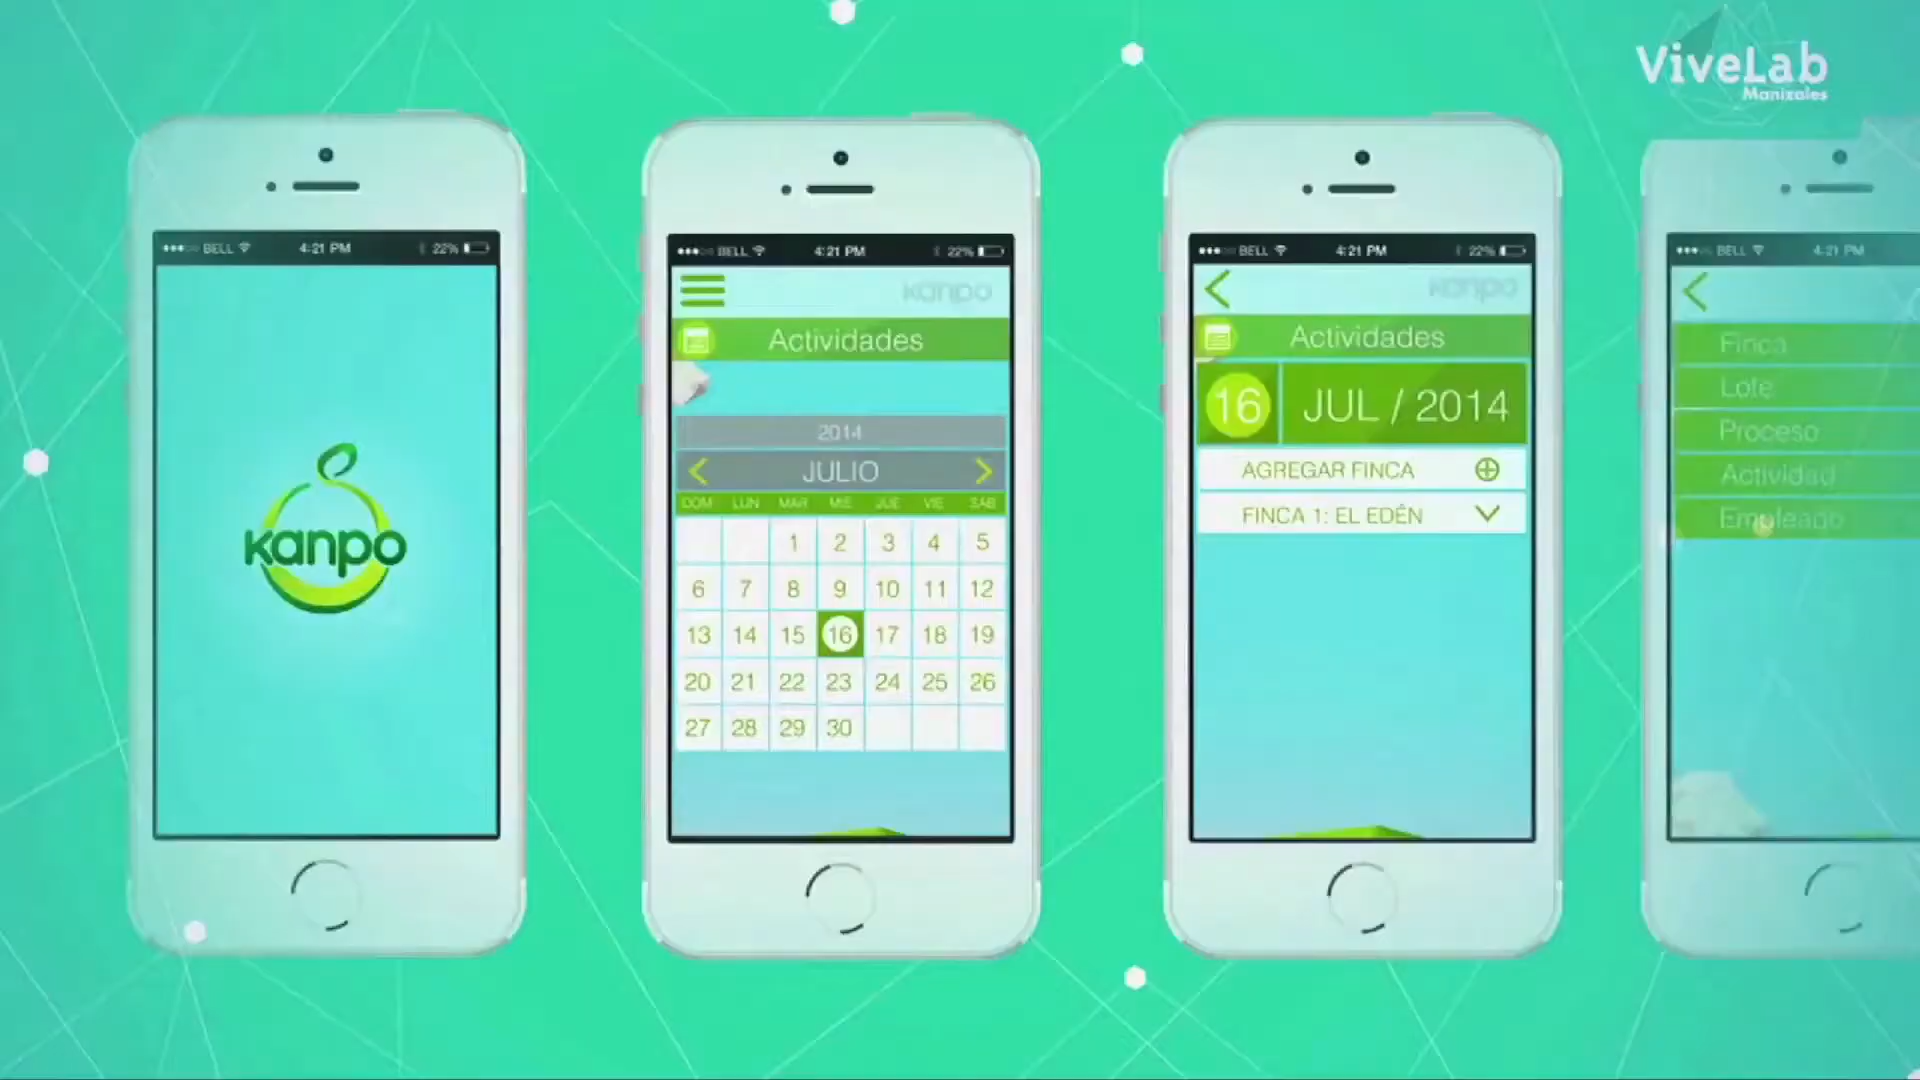 ViveLab
Manizales
BELL 4:21 PM 22%
kanpo
BELL 4:21 PM 22%
kanpo
Actividades
2014
JULIO
DOM LUN MAR MIE JUE VIE SAB
1 2 3 4 5
6 7 8 9 10 11 12
13 14 15 16 17 18 19
20 21 22 23 24 25 26
27 28 29 30
BELL 4:21 PM 22%
kanpo
Actividades
16 JUL / 2014
AGREGAR FINCA
FINCA 1: EL EDÉN
BELL 4:21 PM
Finca
Lote
Proceso
Actividad
Empleado